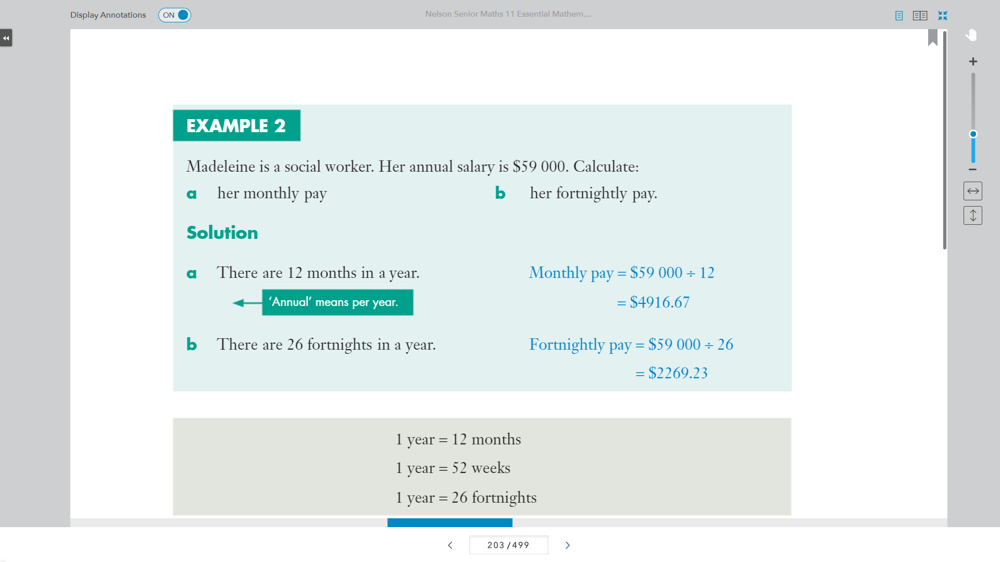 Display Annotations ON
Nelson Senior Maths 11 Essential Mathem...
EXAMPLE 2
Madeleine is a social worker. Her annual salary is $59 000. Calculate:
a her monthly pay b her fortnightly pay.
Solution
a There are 12 months in a year. Monthly pay = $59 000 ÷ 12
'Annual' means per year. = $4916.67
b There are 26 fortnights in a year. Fortnightly pay = $59 000 ÷ 26
= $2269.23
1 year = 12 months
1 year = 52 weeks
1 year = 26 fortnights
203/499